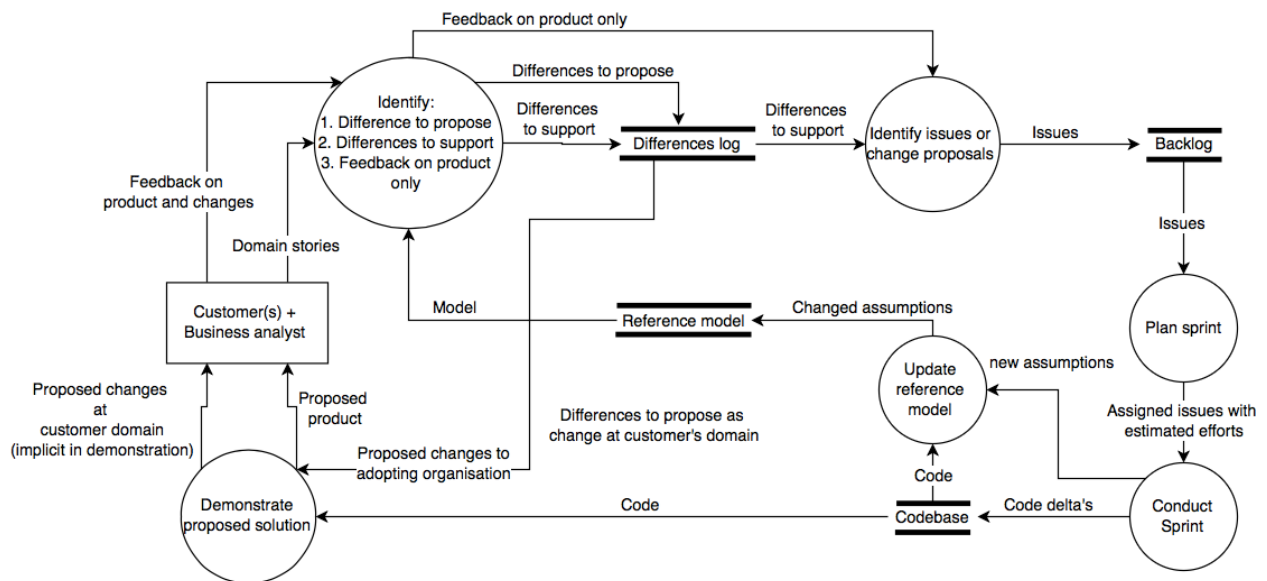 Feedback on product only
Differences to propose
Identify:
1. Difference to propose
2. Differences to support
3. Feedback on product
only
Differences
to support
Differences log
Differences
to support
Identify issues or
change proposals
Issues
Backlog
Feedback on
product and changes
Domain stories
Issues
Customer(s) +
Business analyst
Model
Reference model
Changed assumptions
Plan sprint
Update
reference
model
new assumptions
Proposed changes
at
customer domain
(implicit in demonstration)
Proposed
product
Differences to propose as
change at customer's domain
Assigned issues with
estimated efforts
Proposed changes to
adopting organisation
Code
Demonstrate
proposed solution
Code
Codebase
Code delta's
Conduct
Sprint